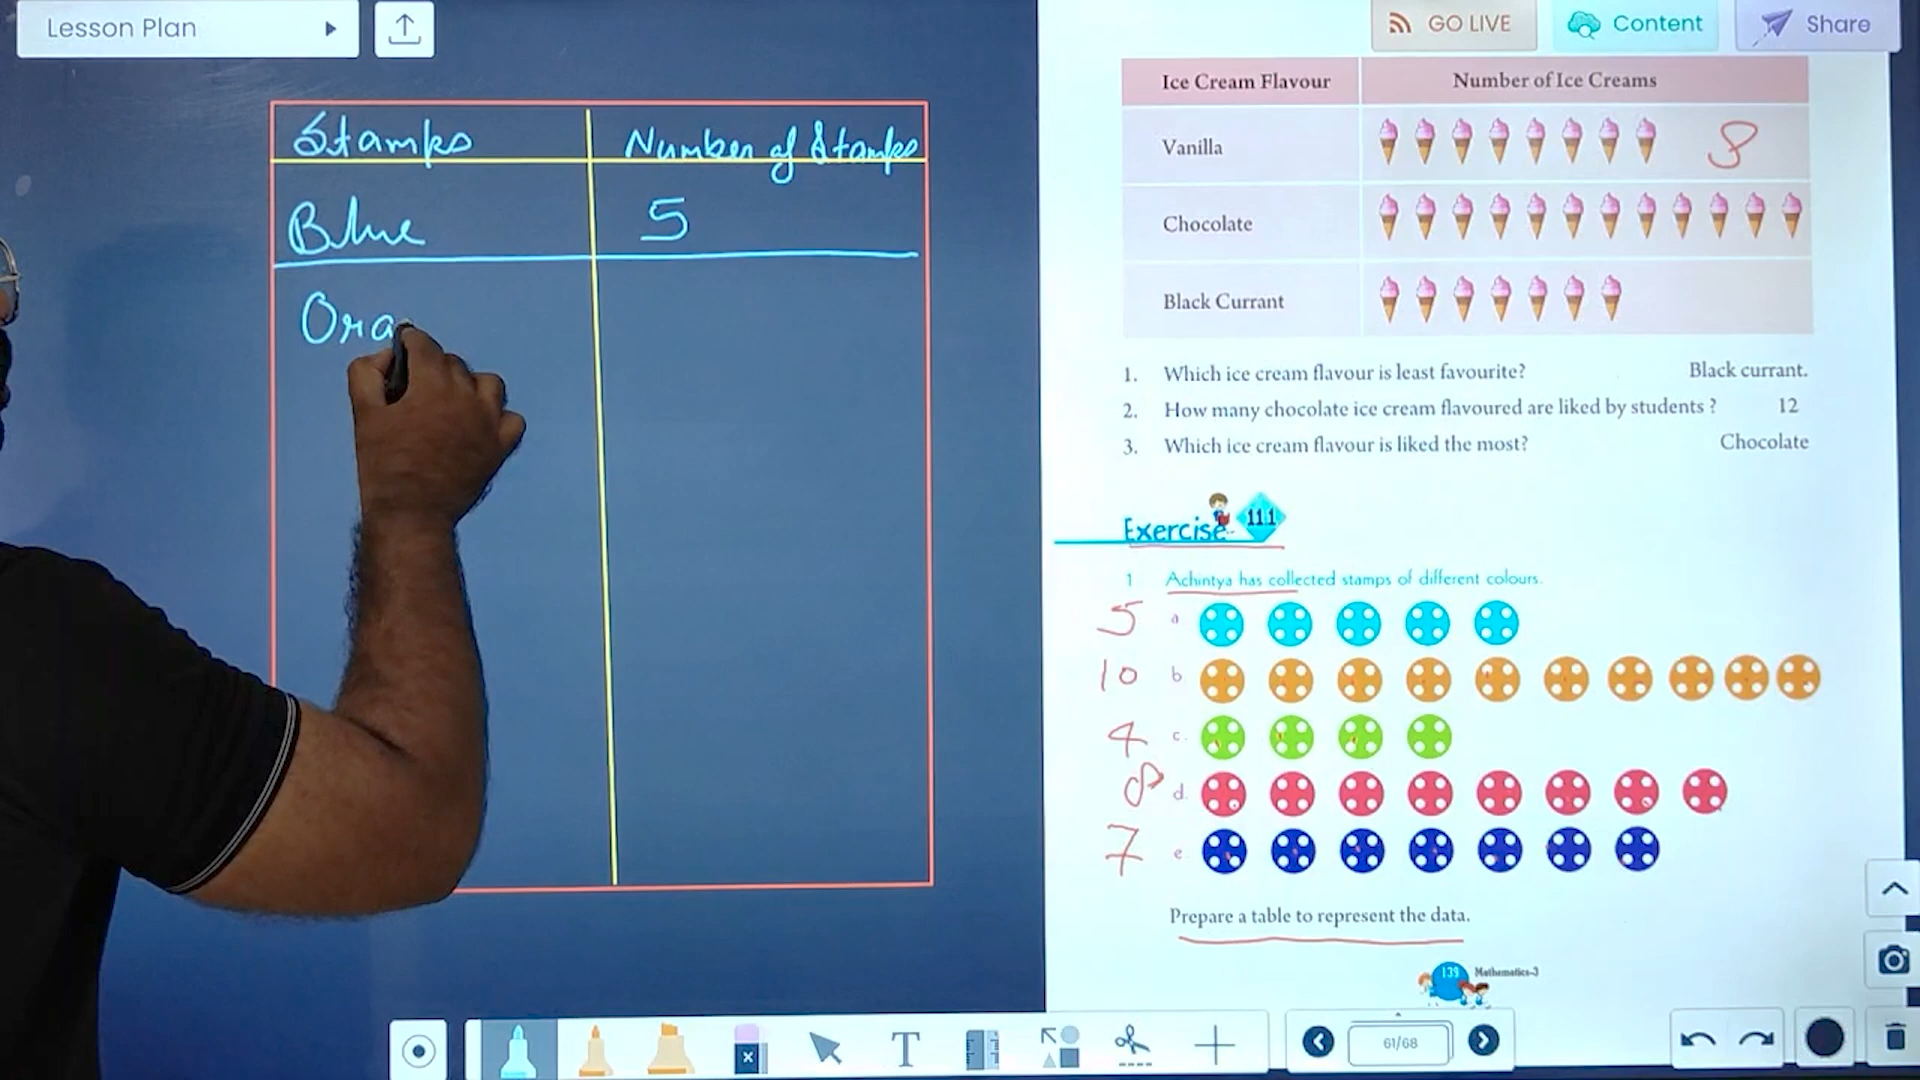 Lesson Plan
GO LIVE
Content
Share
Stamps
Number of Stamps
Blue
5
Ora
Ice Cream Flavour
Number of Ice Creams
Vanilla
8
Chocolate
Black Currant
1. Which ice cream flavour is least favourite? Black currant.
2. How many chocolate ice cream flavoured are liked by students ? 12
3. Which ice cream flavour is liked the most? Chocolate
Exercise 11.1
1 Achintya has collected stamps of different colours.
5 a
10 b
4 c.
8 d.
7 e
Prepare a table to represent the data.
139 Mathematics-3
T
61/68